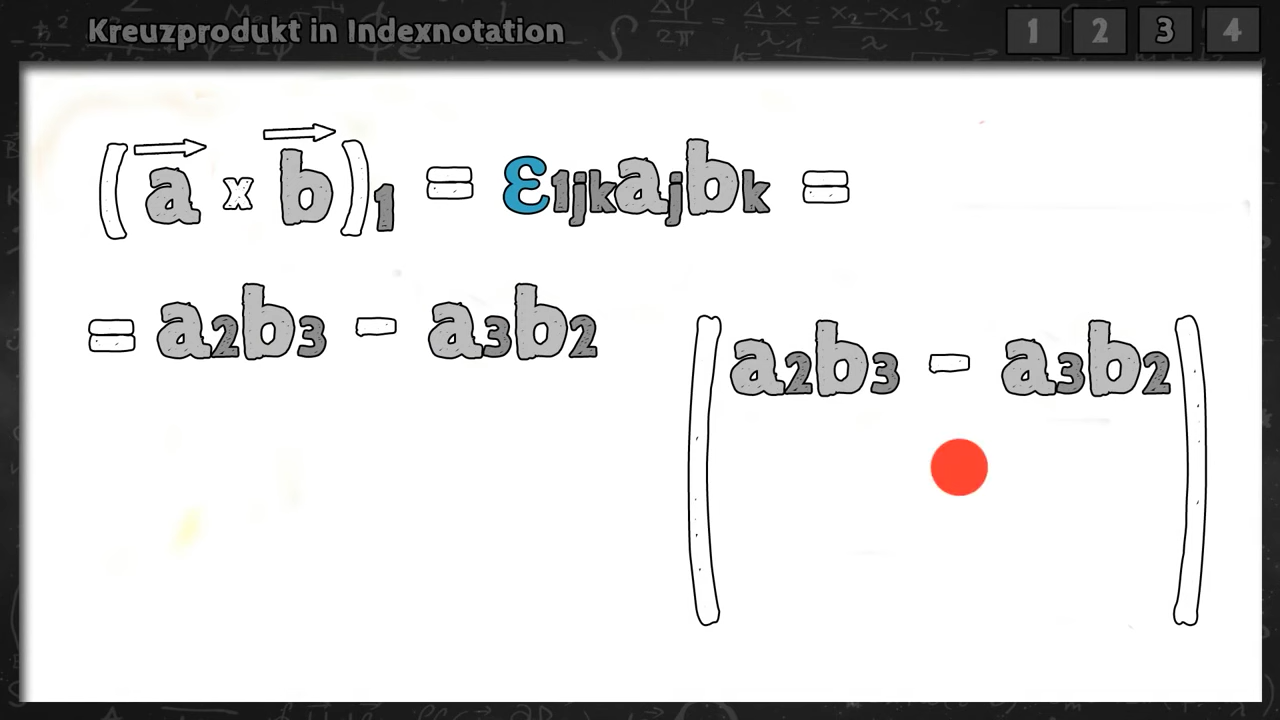 Kreuzprodukt in Indexnotation
1 2 3 4
(a⃗ x b⃗)₁ = ε₁jkajbk =
= a₂b₃ - a₃b₂
(a₂b₃ - a₃b₂)